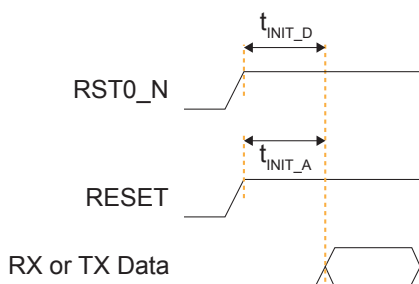 tINIT_D
RST0_N
tINIT_A
RESET
RX or TX Data